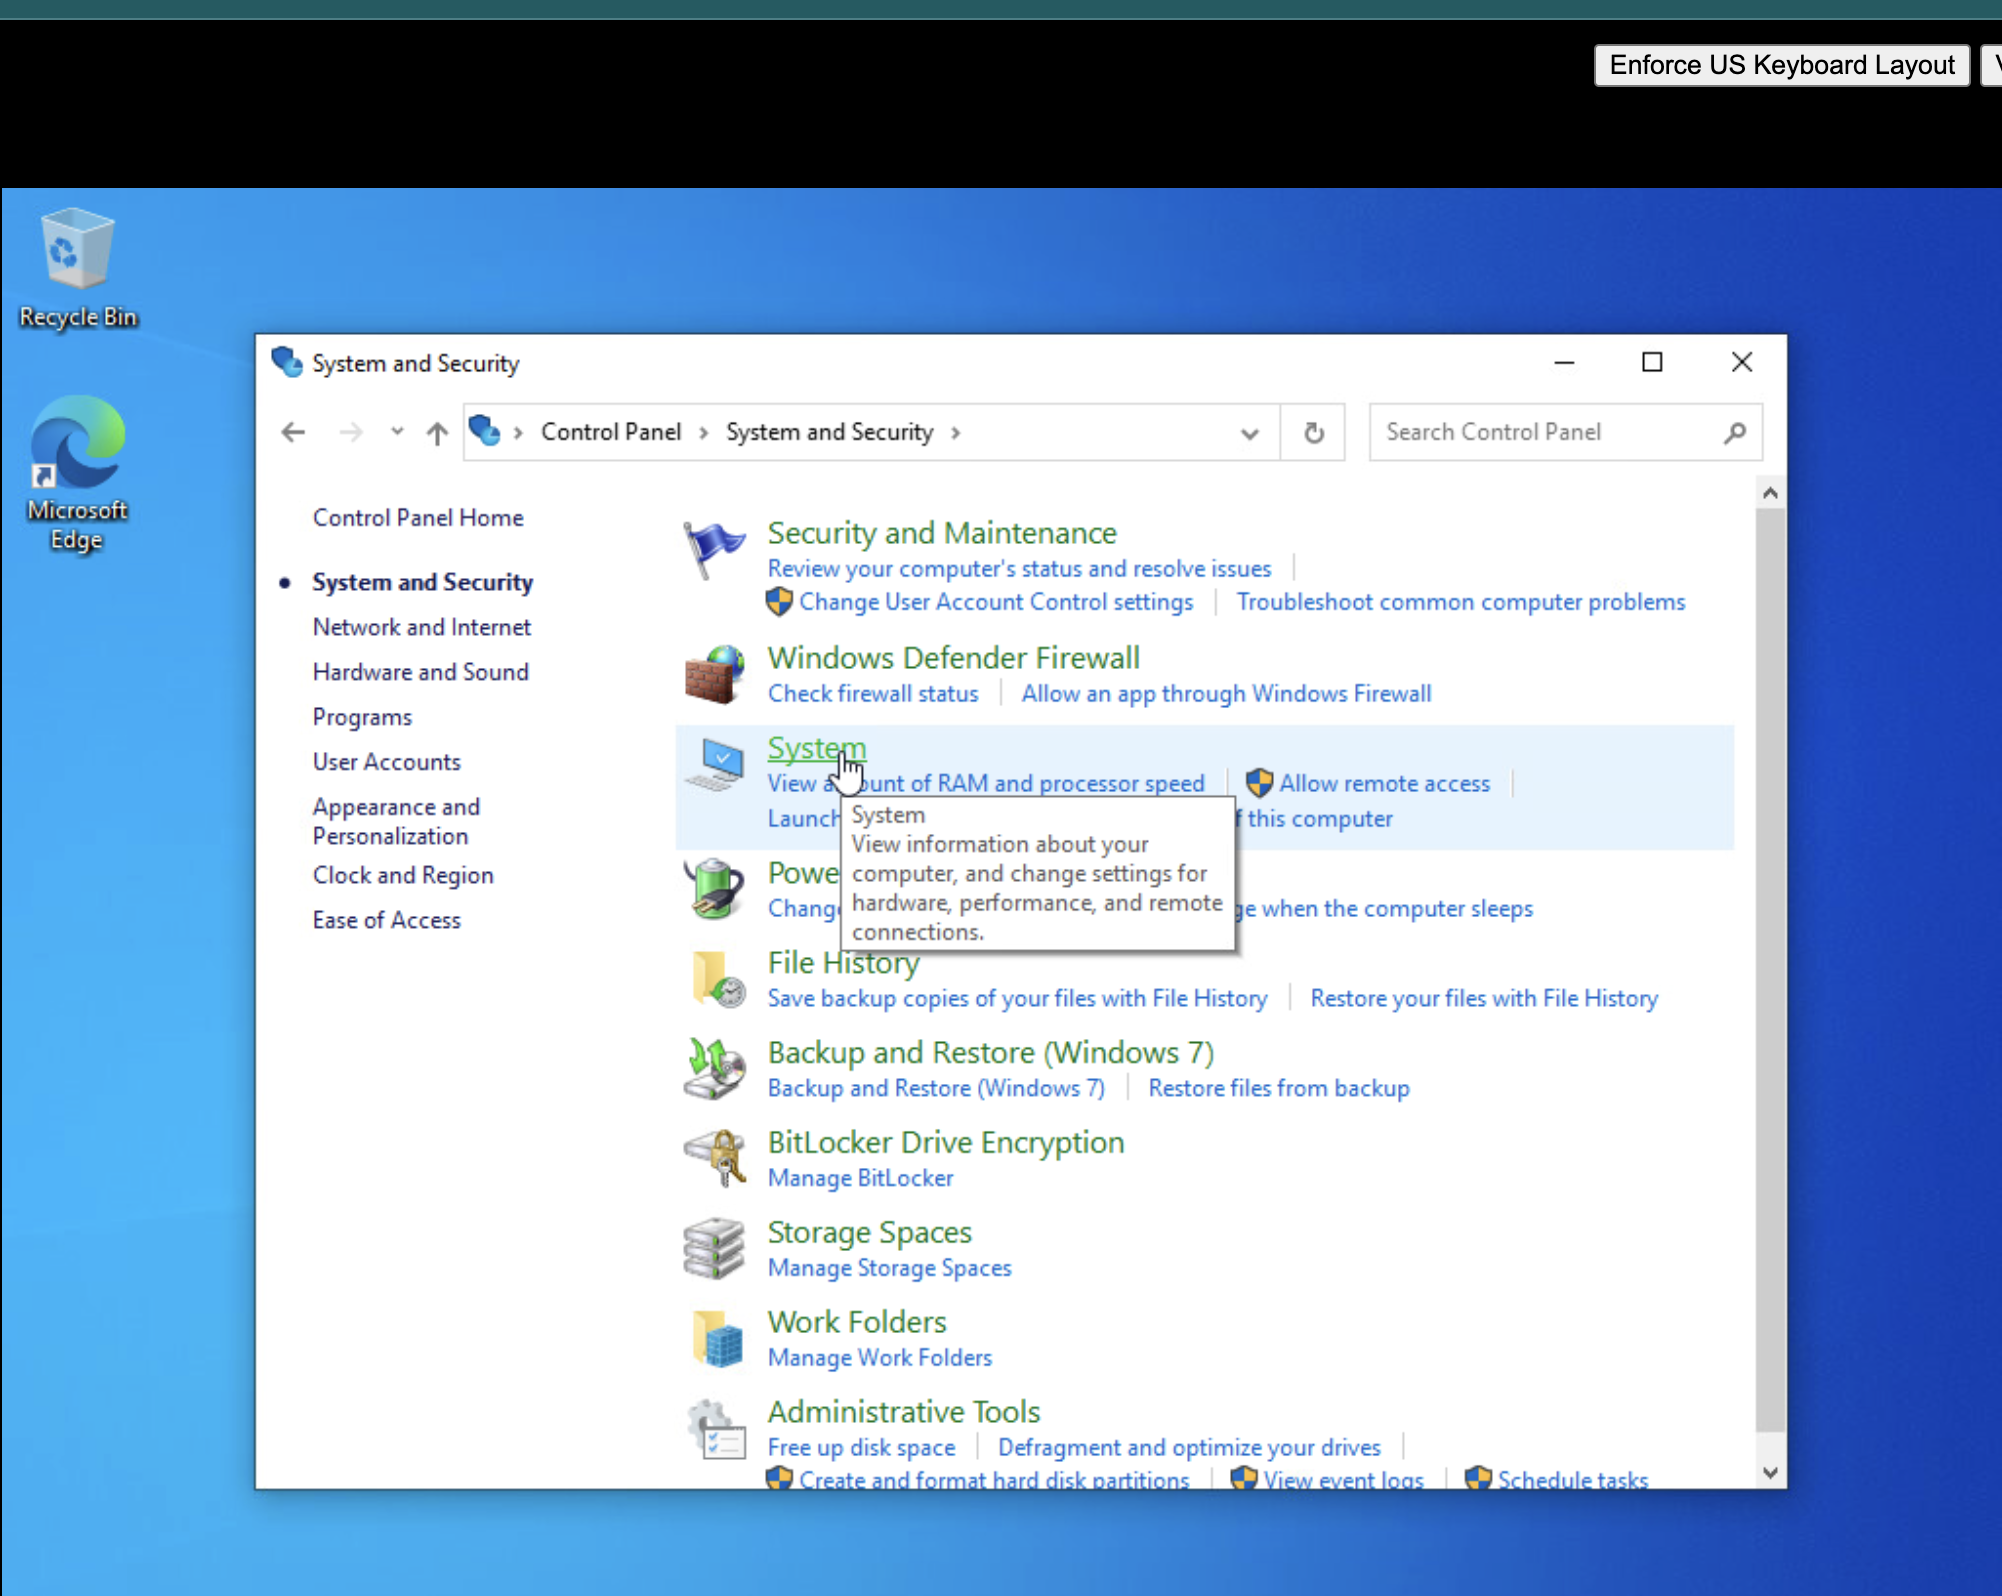 Enforce US Keyboard Layout
Recycle Bin
Microsoft
Edge
System and Security
Control Panel > System and Security >
Search Control Panel
Control Panel Home
System and Security
Network and Internet
Hardware and Sound
Programs
User Accounts
Appearance and
Personalization
Clock and Region
Ease of Access
Security and Maintenance
Review your computer's status and resolve issues
Change User Account Control settings
Troubleshoot common computer problems
Windows Defender Firewall
Check firewall status
Allow an app through Windows Firewall
System
View a ount of RAM and processor speed
Allow remote access
Launch
f this computer
System
View information about your
computer, and change settings for
hardware, performance, and remote
connections.
Powe
Chang
ge when the computer sleeps
File History
Save backup copies of your files with File History
Restore your files with File History
Backup and Restore (Windows 7)
Backup and Restore (Windows 7)
Restore files from backup
BitLocker Drive Encryption
Manage BitLocker
Storage Spaces
Manage Storage Spaces
Work Folders
Manage Work Folders
Administrative Tools
Free up disk space
Defragment and optimize your drives
Create and format hard disk partitions
View event logs
Schedule tasks